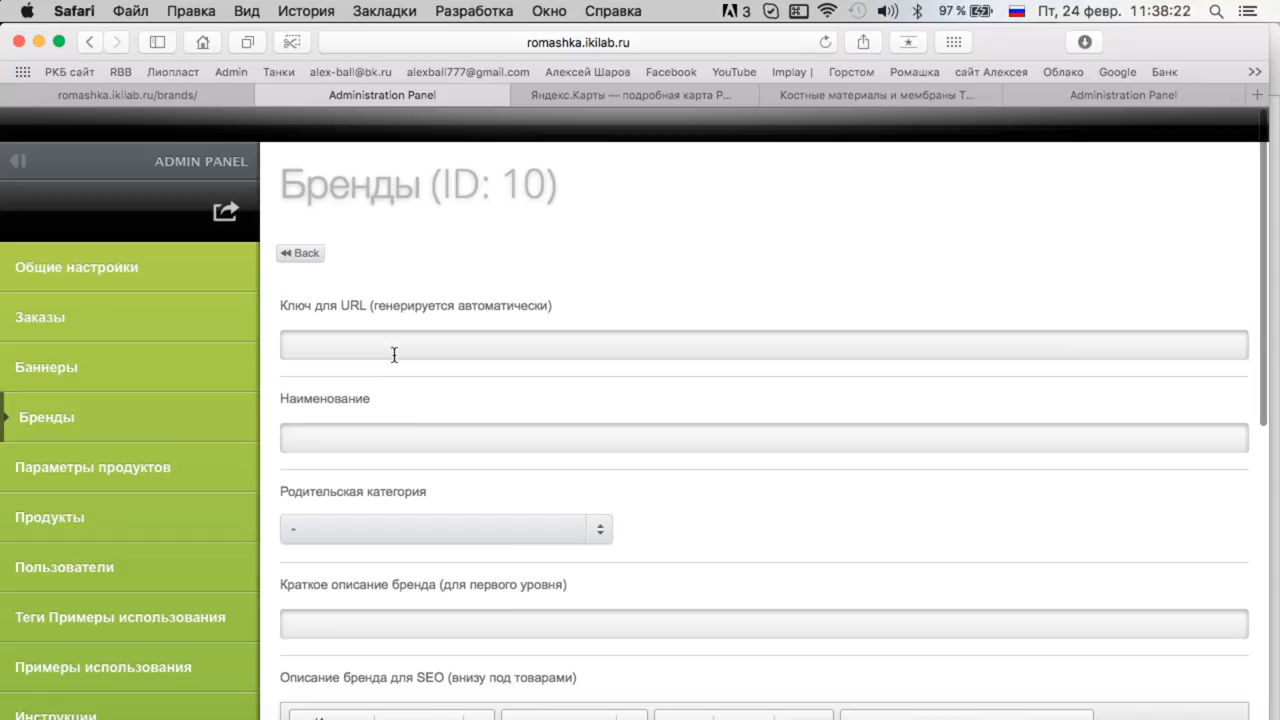 Safari Файл Правка Вид История Закладки Разработка Окно Справка 3 97 % Пт, 24 февр. 11:38:22
romashka.ikilab.ru
РКБ сайт RBB Лиопласт Admin Танки alex-ball@bk.ru alexball777@gmail.com Алексей Шаров Facebook YouTube Implay | Горстом Ромашка сайт Алексея Облако Google Банк
romashka.ikilab.ru/brands/ Administration Panel Яндекс.Карты — подробная карта Р... Костные материалы и мембраны Т... Administration Panel
ADMIN PANEL
Общие настройки
Заказы
Баннеры
Бренды
Параметры продуктов
Продукты
Пользователи
Теги Примеры использования
Примеры использования
Инструкции
Бренды (ID: 10)
Back
Ключ для URL (генерируется автоматически)
Наименование
Родительская категория
-
Краткое описание бренда (для первого уровня)
Описание бренда для SEO (внизу под товарами)